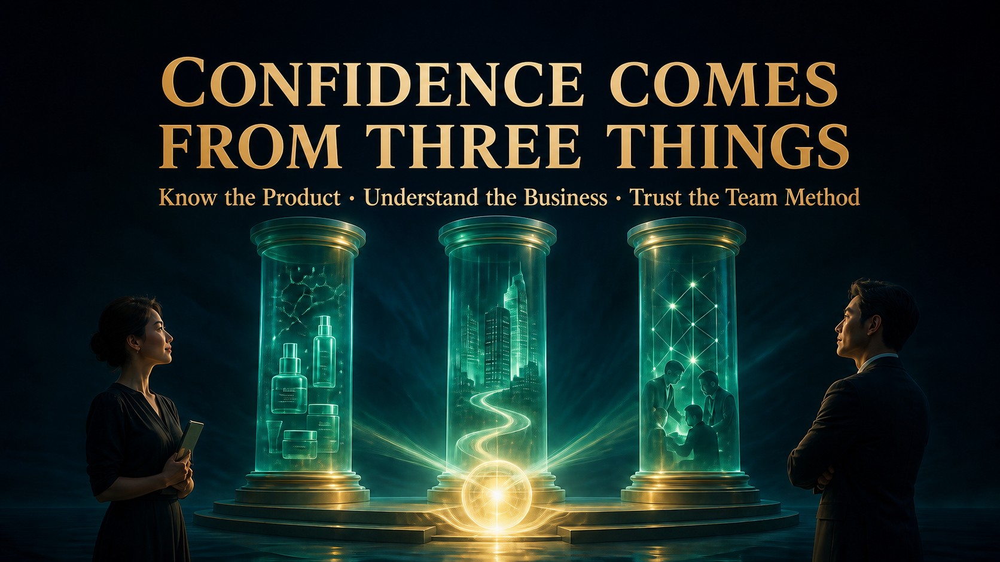 CONFIDENCE COMES
FROM THREE THINGS
Know the Product · Understand the Business · Trust the Team Method